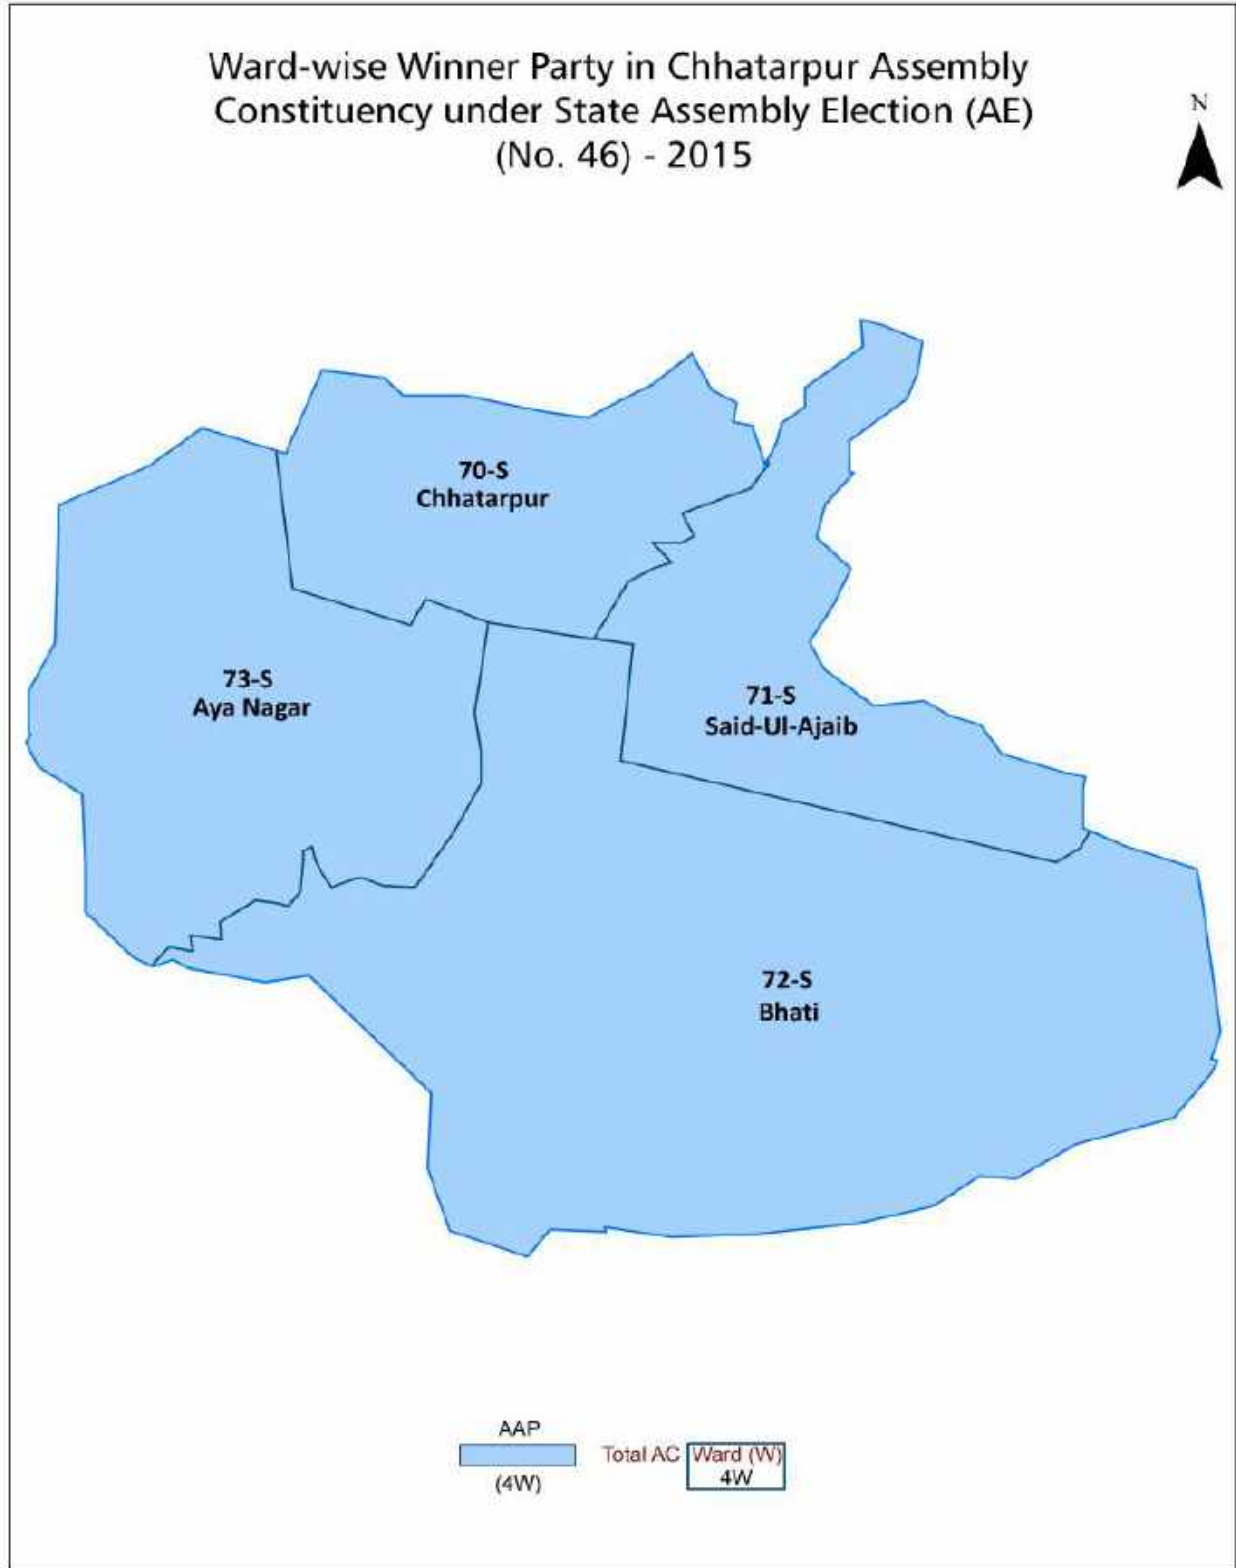 Ward-wise Winner Party in Chhatarpur Assembly
Constituency under State Assembly Election (AE)
(No. 46) - 2015
N
70-S
Chhatarpur
73-S
Aya Nagar
71-S
Said-Ul-Ajaib
72-S
Bhati
AAP
(4W)
Total AC
Ward (W)
4W